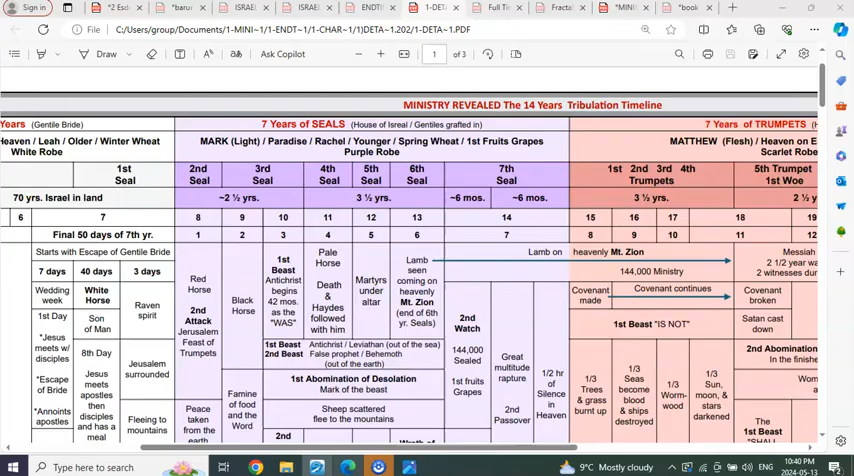 Sign in
*2 Esd
*baruc
ISRAEL
ISRAEL
ENDTI
1-DETA
Full Tim
Fractal
*MINIS
*book
File
C:/Users/group/Documents/1-MINI~1/1-ENDT~1/1-CHAR~1/1)DETA~1.202/1-DETA~1.PDF
Draw
Ask Copilot
1 of 3
MINISTRY REVEALED The 14 Years Tribulation Timeline
Years (Gentile Bride)
7 Years of SEALS (House of Isreal / Gentiles grafted in)
7 Years of TRUMPETS (H
Heaven / Leah / Older / Winter Wheat
White Robe
MARK (Light) / Paradise / Rachel / Younger / Spring Wheat / 1st Fruits Grapes
Purple Robe
MATTHEW (Flesh) / Heaven on E
Scarlet Robe
1st
Seal
2nd
Seal
3rd
Seal
4th
Seal
5th
Seal
6th
Seal
7th
Seal
1st 2nd 3rd 4th
Trumpets
5th Trumpet
1st Woe
70 yrs. Israel in land
~2 ½ yrs.
3 ½ yrs.
~6 mos.
~6 mos.
3 ½ yrs.
2 ½ y
6
7
8
9
10
11
12
13
14
15
16
17
18
19
Final 50 days of 7th yr.
1
2
3
4
5
6
7
8
9
10
11
12
Starts with Escape of Gentile Bride
7 days
40 days
3 days
Wedding
week
1st Day
*Jesus
meets w/
disciples
*Escape
of Bride
*Annoints
apostles
White
Horse
Son
of Man
8th Day
Jesus
meets
apostles
then
disciples
and has a
meal
Raven
spirit
Jeusalem
surrounded
Fleeing to
mountains
Red
Horse
2nd
Attack
Jerusalem
Feast of
Trumpets
Peace
taken
from the
earth
Black
Horse
Famine
of food
and the
Word
1st
Beast
Antichrist
begins
42 mos.
as the
"WAS"
Pale
Horse
Death
&
Haydes
followed
with him
Martyrs
under
altar
Lamb
seen
coming on
heavenly
Mt. Zion
(end of 6th
yr. Seals)
1st Beast Antichrist / Leviathan (out of the sea)
2nd Beast False prophet / Behemoth
(out of the earth)
1st Abomination of Desolation
Mark of the beast
Sheep scattered
flee to the mountains
2nd
Wrath of
Lamb on heavenly Mt. Zion
2nd
Watch
144,000
Sealed
1st fruits
Grapes
Great
multitude
rapture
2nd
Passover
1/2 hr
of
Silence
in
Heaven
144,000 Ministry
Covenant
made
Covenant continues
1st Beast "IS NOT"
1/3
Trees &
grass
burnt up
1/3
Seas
become
blood
& ships
destroyed
1/3
Worm-
wood
1/3
Sun,
moon, &
stars
darkened
Messiah
2 1/2 year wa
2 witnesses du
Covenant
broken
Satan cast
down
2nd Abomination
In the finishe
Wom
a
The
1st Beast
"SHALL
Type here to search
9°C Mostly cloudy
10:40 PM
2024-05-13